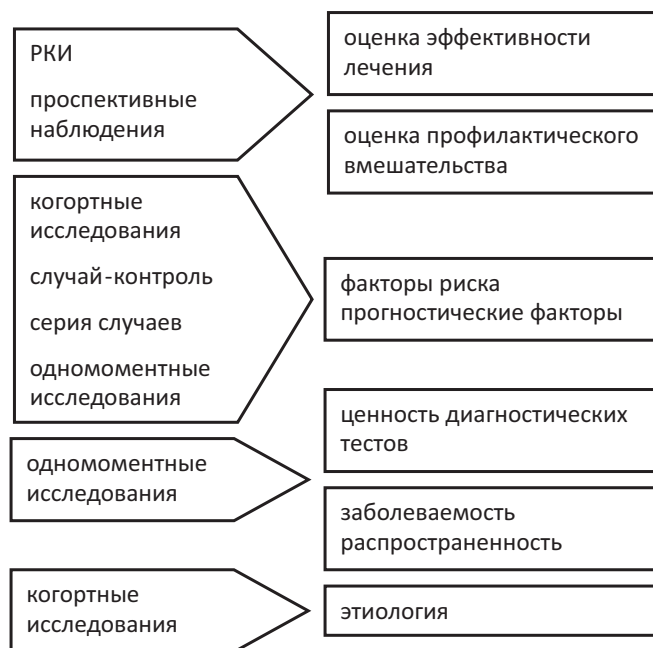 РКИ
проспективные
наблюдения
оценка эффективности
лечения
оценка профилактического
вмешательства
когортные
исследования
случай-контроль
серия случаев
одномоментные
исследования
факторы риска
прогностические факторы
одномоментные
исследования
ценность диагностических
тестов
заболеваемость
распространенность
когортные
исследования
этиология